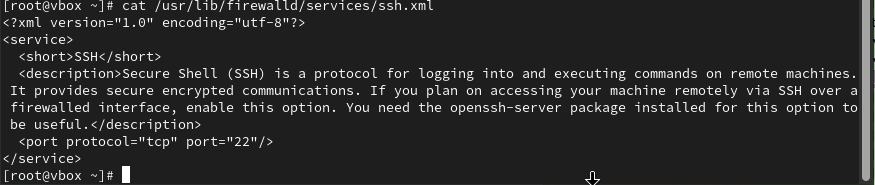 [root@vbox ~]# cat /usr/lib/firewalld/services/ssh.xml
<?xml version="1.0" encoding="utf-8"?>
<service>
  <short>SSH</short>
  <description>Secure Shell (SSH) is a protocol for logging into and executing commands on remote machines.
 It provides secure encrypted communications. If you plan on accessing your machine remotely via SSH over a
 firewalled interface, enable this option. You need the openssh-server package installed for this option to
 be useful.</description>
  <port protocol="tcp" port="22"/>
</service>
[root@vbox ~]#